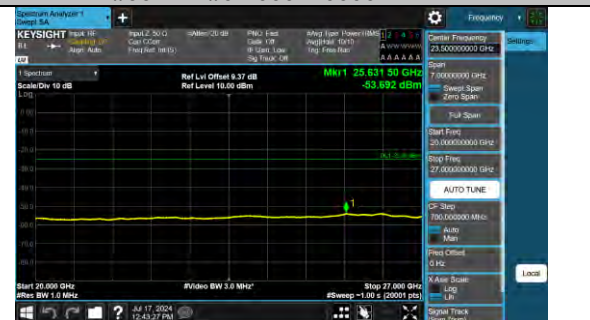 Spectrum Analyzer 1
Swept SA
Frequency
KEYSIGHT Input: RF
Input Z: 50 Ω
#Atten: 20 dB
PNO: Fast
#Avg Type: Power (RMS)
Align: Auto
Gate: Off
IF Gain: Low
Sig Track: Off
Avg|Hold: 10/10
Trig: Free Run
A A A A A A
Center Frequency
23.500000000 GHz
Settings
Span
7.00000000 GHz
Swept Span
Zero Span
Full Span
Start Freq
20.000000000 GHz
Stop Freq
27.000000000 GHz
AUTO TUNE
CF Step
700.000000 MHz
Auto
Man
Freq Offset
0 Hz
X Axis Scale
Log
Lin
Signal Track
(Span Zoom)
Local
1 Spectrum
Scale/Div 10 dB
Log
Ref Lvl Offset 9.37 dB
Ref Level 10.00 dBm
Mkr1 25.631 50 GHz
-53.692 dBm
0.00
1
Start 20.000 GHz
#Res BW 1.0 MHz
#Video BW 3.0 MHz*
Stop 27.000 GHz
#Sweep ~1.00 s (20001 pts)
?
Jul 17, 2024
12:43:27 PM